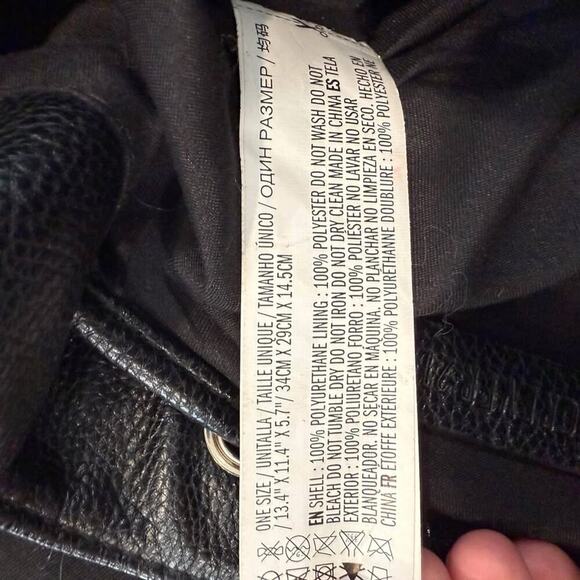 ONE SIZE / UNITALLA / TAILLE UNIQUE / TAMANHO ÚNICO / ОДИН РАЗМЕР / 均码
/ 13.4" X 11.4" X 5.7"/ 34CM X 29CM X 14.5CM
EN SHELL : 100% POLYURETHANE LINING : 100% POLYESTER DO NOT WASH DO NOT
BLEACH DO NOT TUMBLE DRY DO NOT IRON DO NOT DRY CLEAN MADE IN CHINA ES TELA
EXTERIOR : 100% POLIURETANO FORRO : 100% POLIESTER NO LAVAR NO USAR
BLANQUEADOR. NO SECAR EN MÁQUINA. NO PLANCHAR NO LIMPIEZA EN SECO. HECHO EN
CHINA FR ETOFFE EXTERIEURE : 100% POLYURETHANNE DOUBLURE : 100% POLYESTER NE